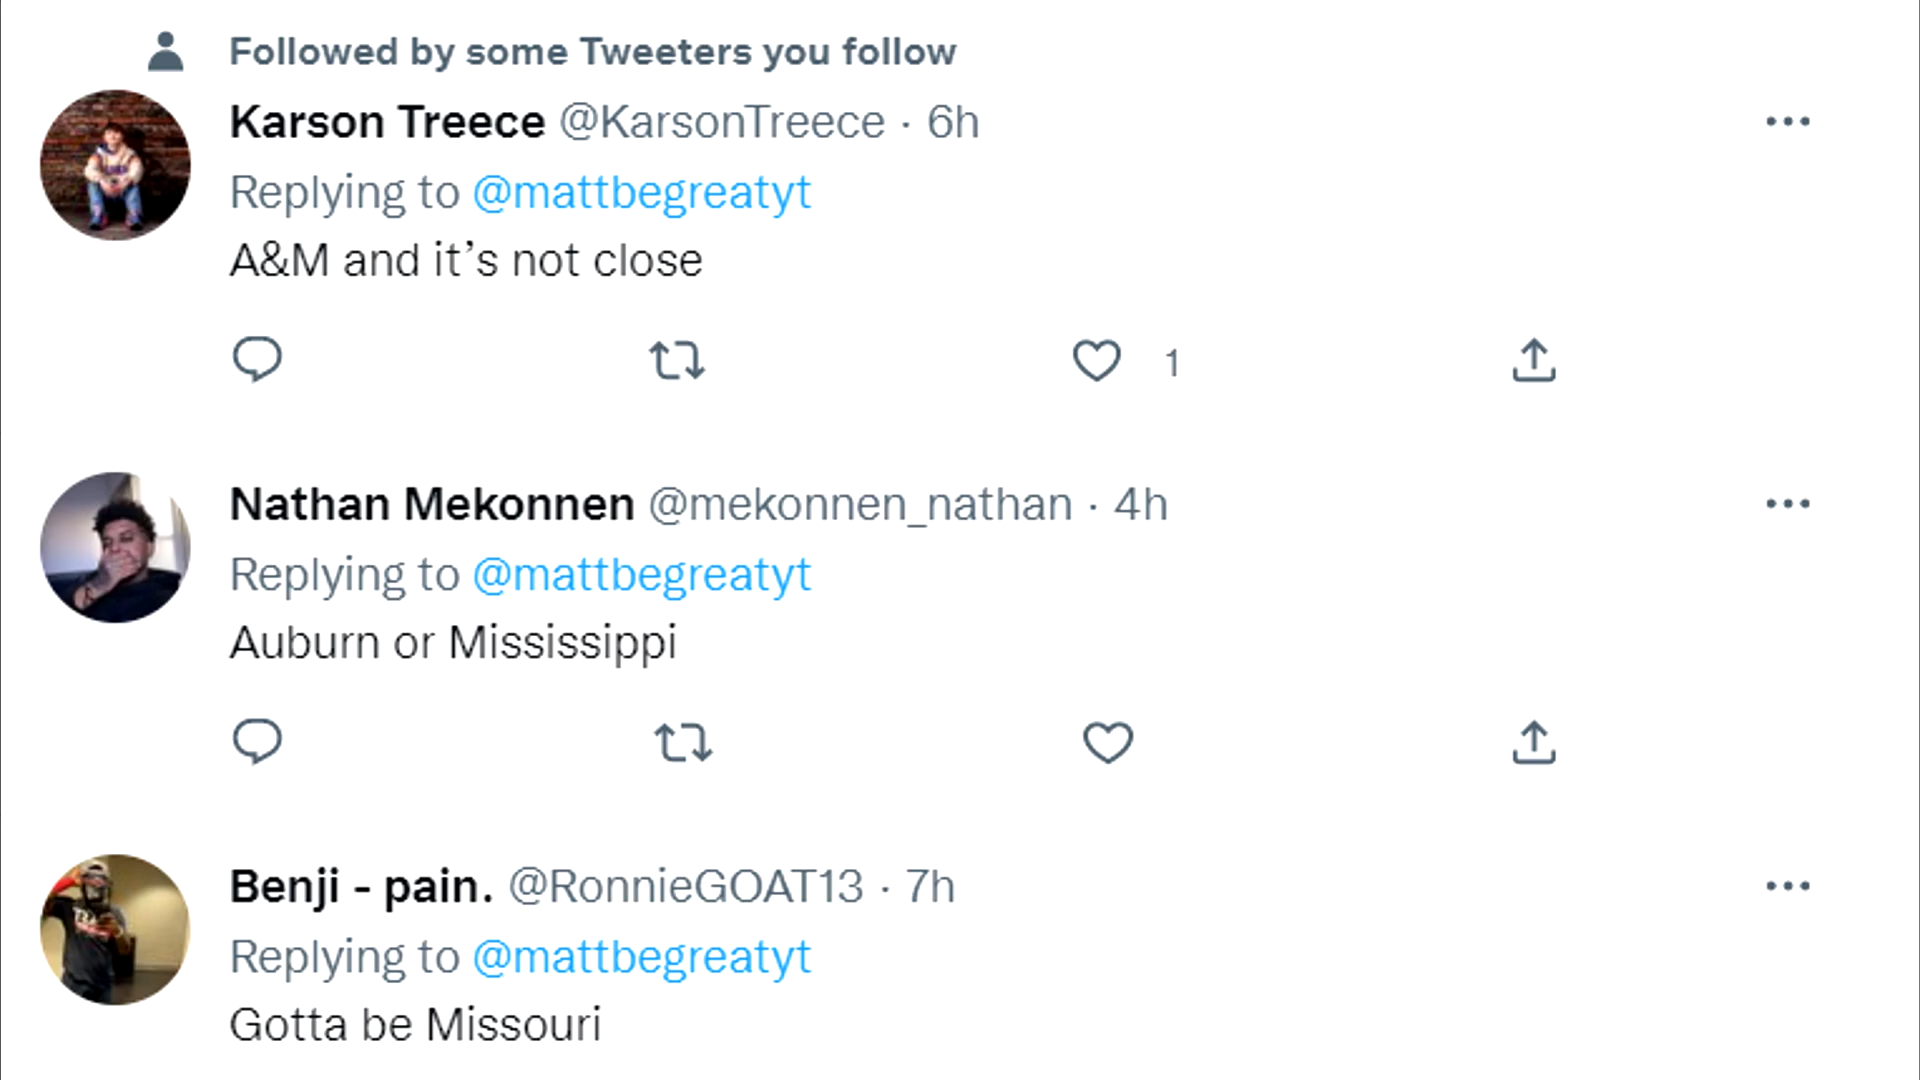 Followed by some Tweeters you follow
Karson Treece @KarsonTreece · 6h
Replying to @mattbegreatyt
A&M and it’s not close
1
Nathan Mekonnen @mekonnen_nathan · 4h
Replying to @mattbegreatyt
Auburn or Mississippi
Benji - pain. @RonnieGOAT13 · 7h
Replying to @mattbegreatyt
Gotta be Missouri